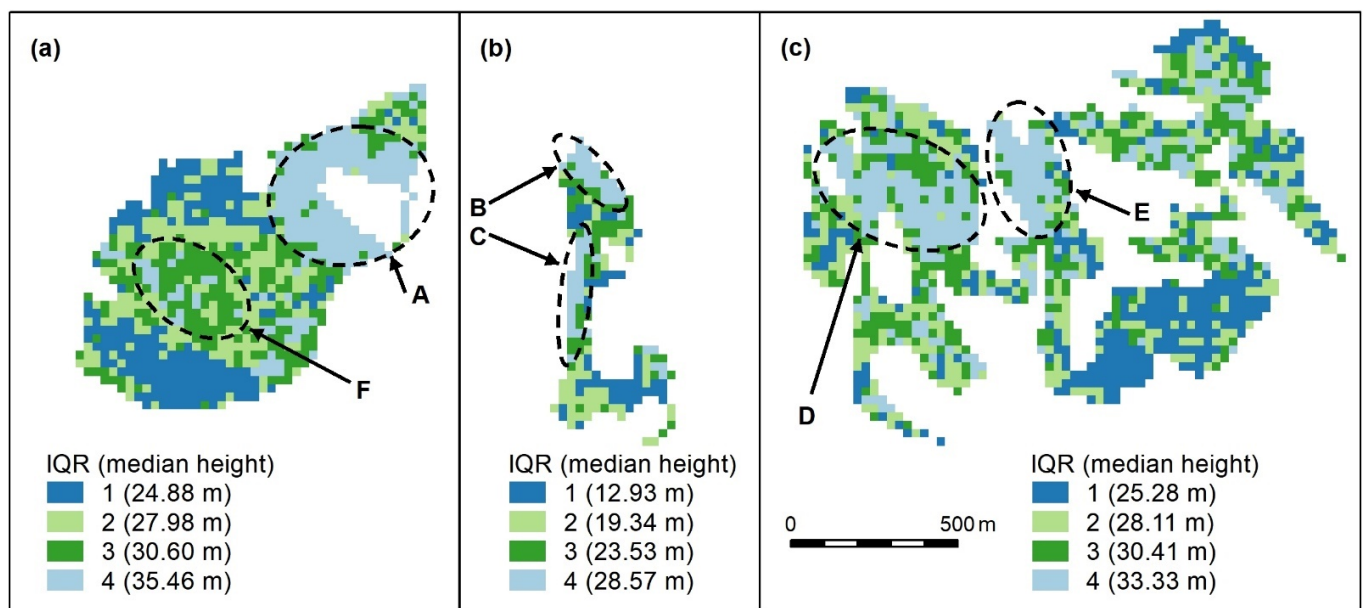 (a)
(b)
(c)
A
B
C
D
E
F
IQR (median height)
1 (24.88 m)
2 (27.98 m)
3 (30.60 m)
4 (35.46 m)
IQR (median height)
1 (12.93 m)
2 (19.34 m)
3 (23.53 m)
4 (28.57 m)
0 500 m
IQR (median height)
1 (25.28 m)
2 (28.11 m)
3 (30.41 m)
4 (33.33 m)